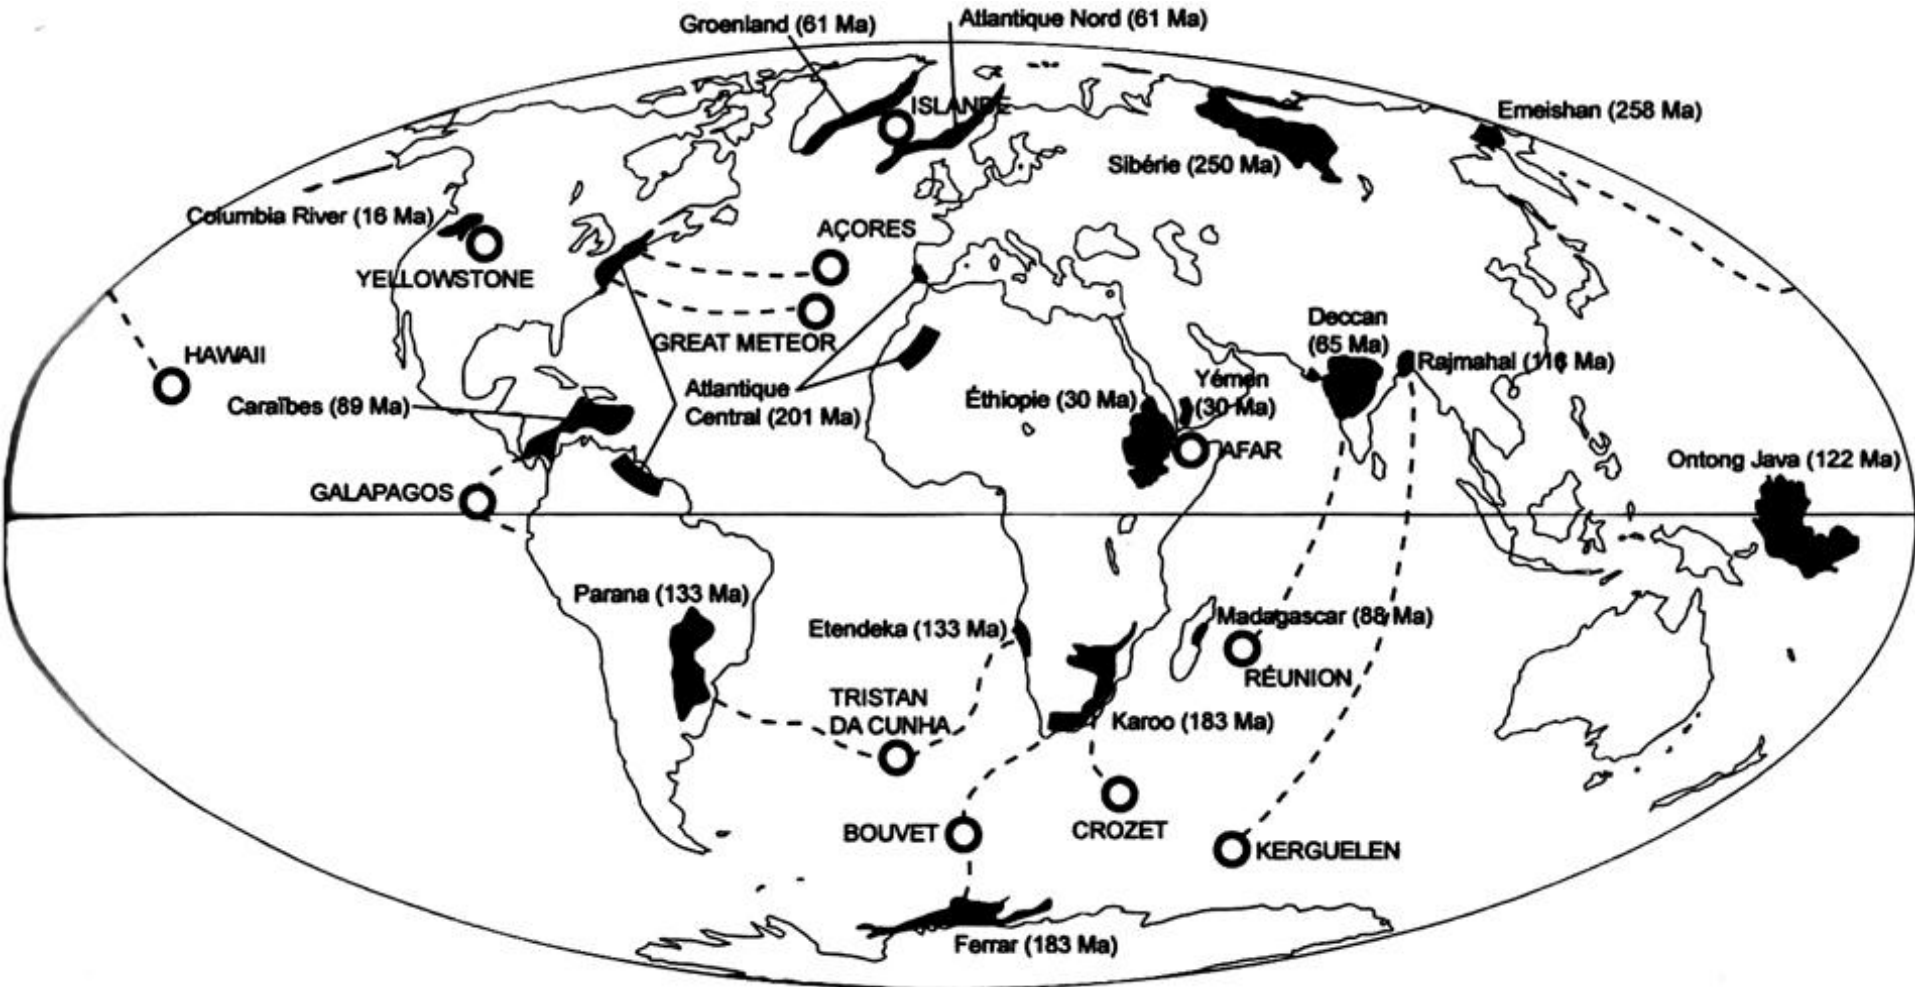 Groenland (61 Ma)
Atlantique Nord (61 Ma)
ISLANDE
Emeishan (258 Ma)
Sibérie (250 Ma)
Columbia River (16 Ma)
YELLOWSTONE
AÇORES
GREAT METEOR
HAWAII
Caraïbes (89 Ma)
Atlantique
Central (201 Ma)
Deccan
(65 Ma)
Rajmahal (116 Ma)
Éthiopie (30 Ma)
Yémen
(30 Ma)
AFAR
Ontong Java (122 Ma)
GALAPAGOS
Parana (133 Ma)
Etendeka (133 Ma)
Madagascar (88 Ma)
RÉUNION
TRISTAN
DA CUNHA
Karoo (183 Ma)
BOUVET
CROZET
KERGUELEN
Ferrar (183 Ma)